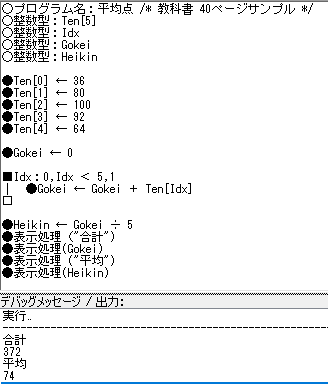 ○プログラム名：平均点 /* 教科書 40ページサンプル */
○整数型：Ten[5]
○整数型：Idx
○整数型：Gokei
○整数型：Heikin
●Ten[0] ← 36
●Ten[1] ← 80
●Ten[2] ← 100
●Ten[3] ← 92
●Ten[4] ← 64
●Gokei ← 0
■Idx：0,Idx < 5,1
｜ ●Gokei ← Gokei ＋ Ten[Idx]
□
●Heikin ← Gokei ÷ 5
●表示処理（"合計"）
●表示処理(Gokei)
●表示処理（"平均"）
●表示処理(Heikin)
デバッグメッセージ / 出力:
実行..
--------------------------------------------------
合計
372
平均
74